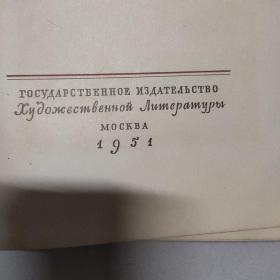 ГОСУДАРСТВЕННОЕ ИЗДАТЕЛЬСТВО
Художественной Литературы
МОСКВА
1951